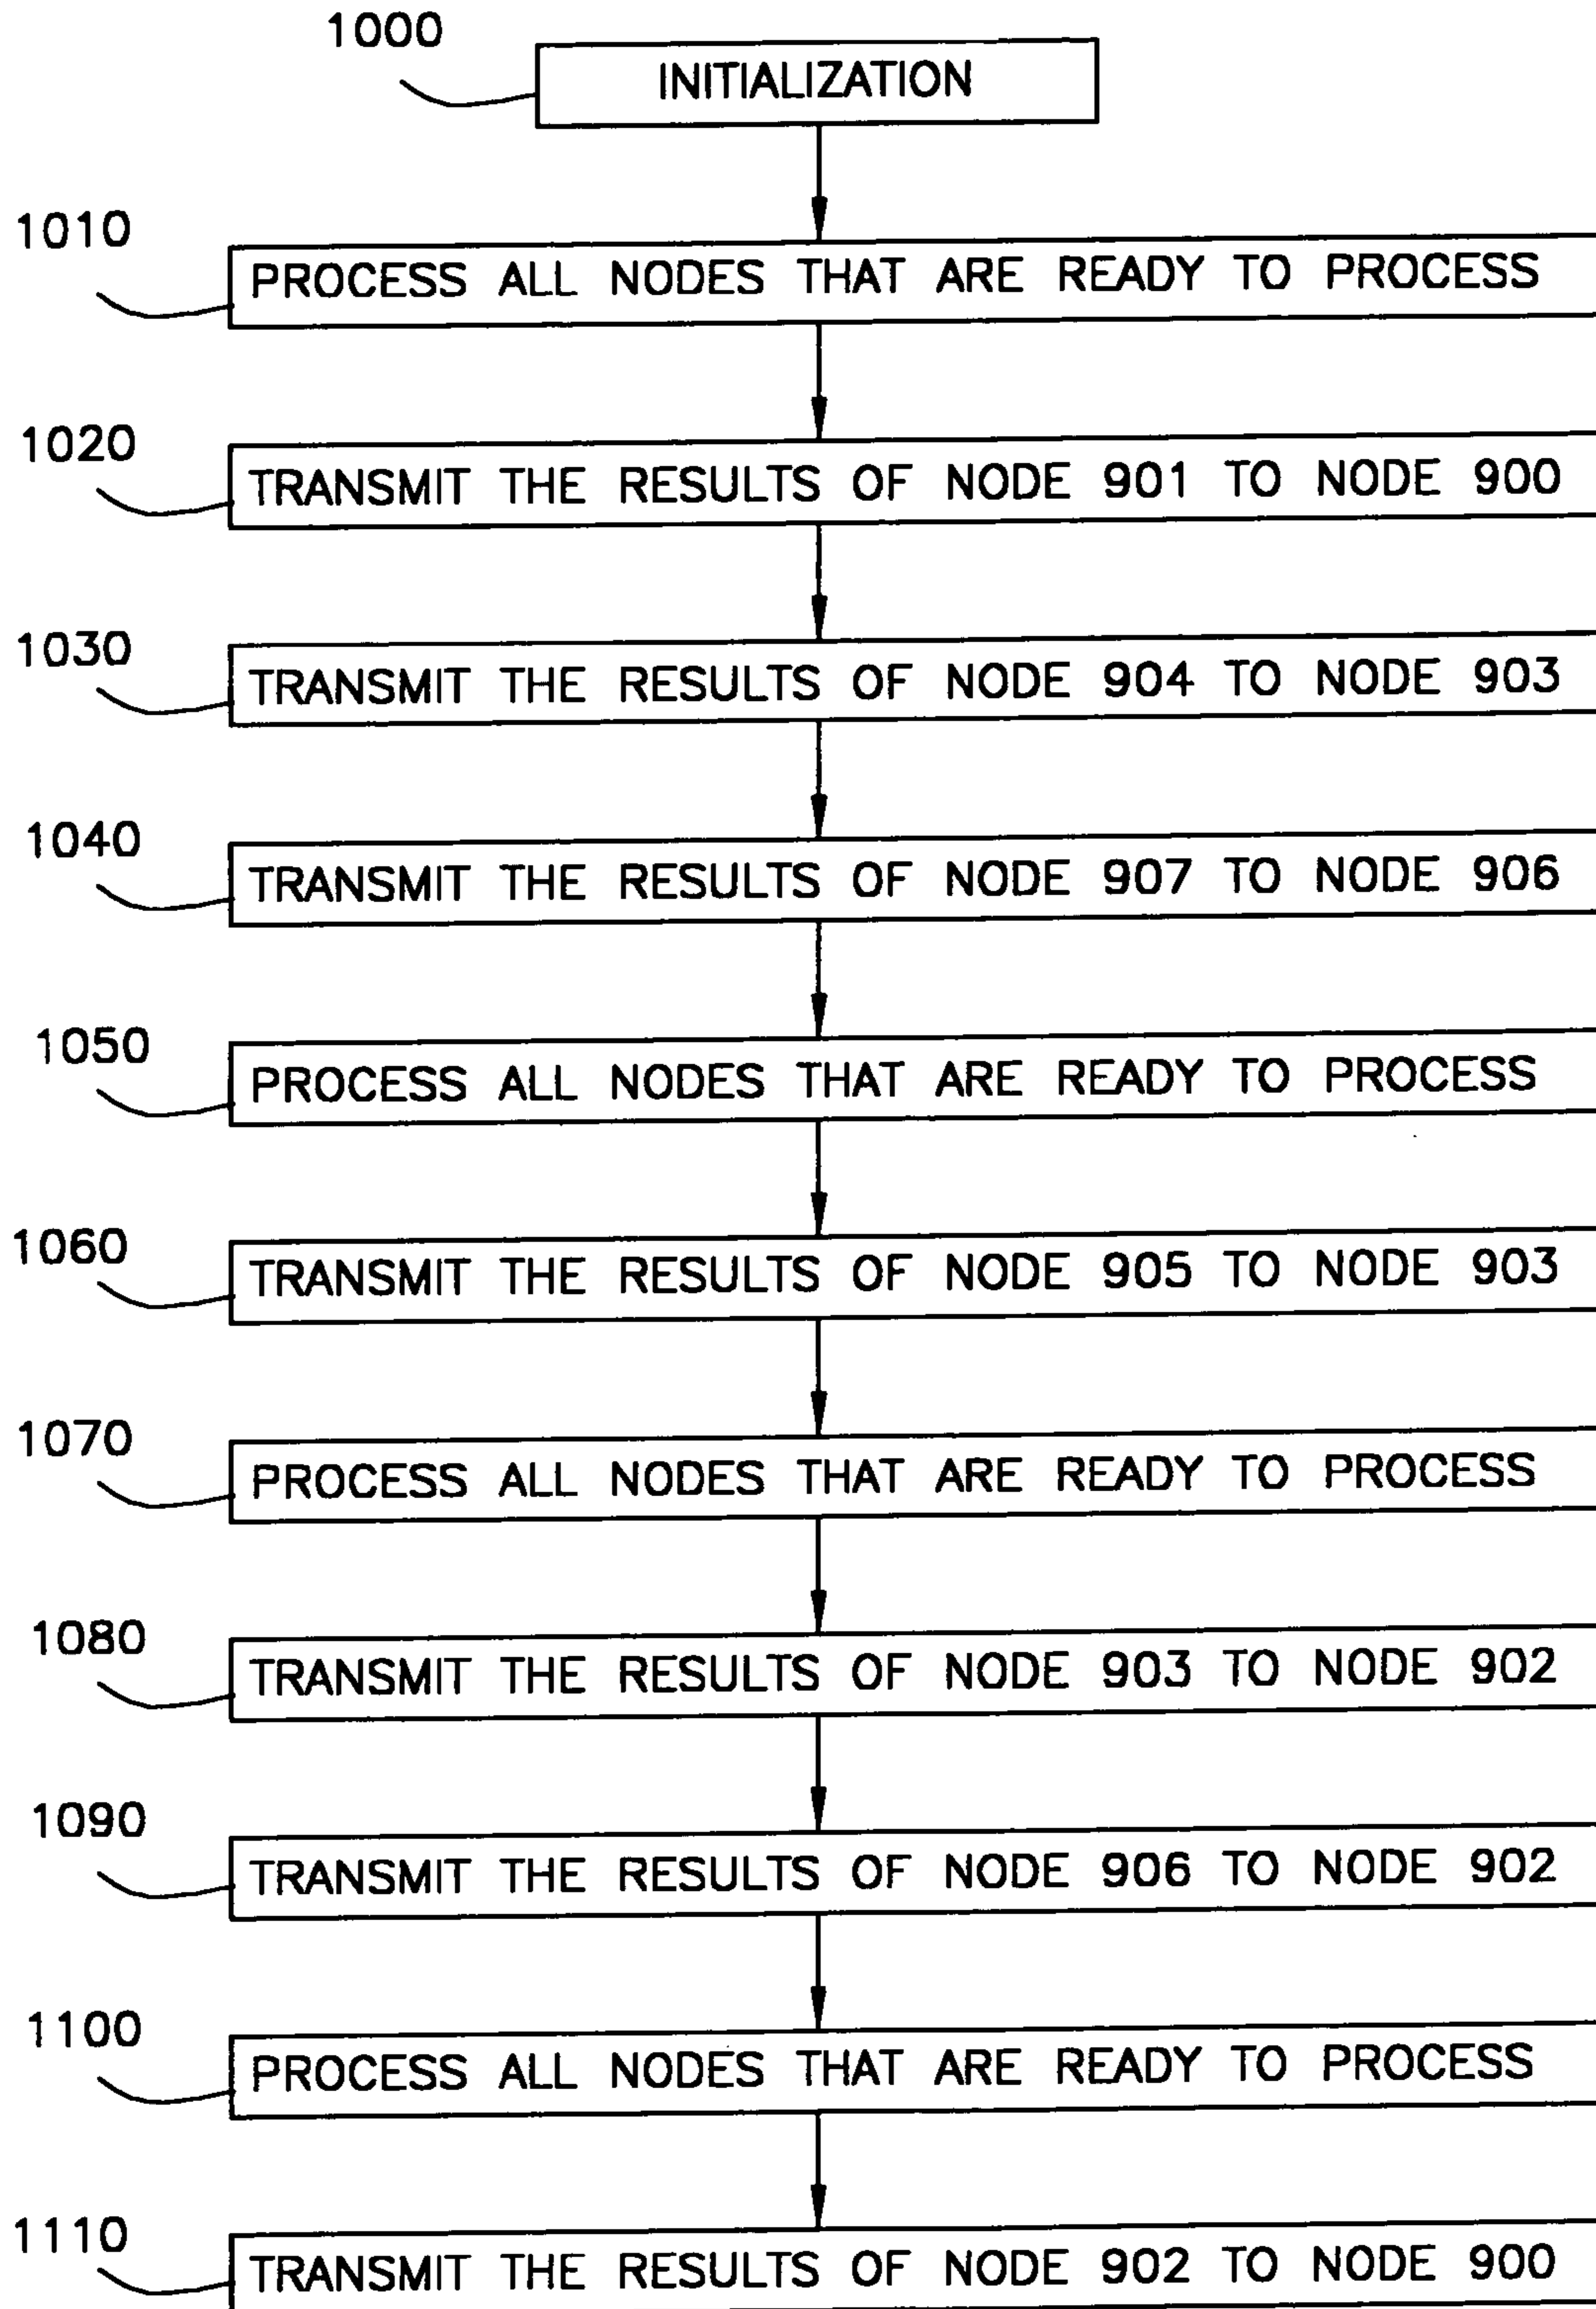 1000
INITIALIZATION
1010
PROCESS ALL NODES THAT ARE READY TO PROCESS
1020
TRANSMIT THE RESULTS OF NODE 901 TO NODE 900
1030
TRANSMIT THE RESULTS OF NODE 904 TO NODE 903
1040
TRANSMIT THE RESULTS OF NODE 907 TO NODE 906
1050
PROCESS ALL NODES THAT ARE READY TO PROCESS
1060
TRANSMIT THE RESULTS OF NODE 905 TO NODE 903
1070
PROCESS ALL NODES THAT ARE READY TO PROCESS
1080
TRANSMIT THE RESULTS OF NODE 903 TO NODE 902
1090
TRANSMIT THE RESULTS OF NODE 906 TO NODE 902
1100
PROCESS ALL NODES THAT ARE READY TO PROCESS
1110
TRANSMIT THE RESULTS OF NODE 902 TO NODE 900